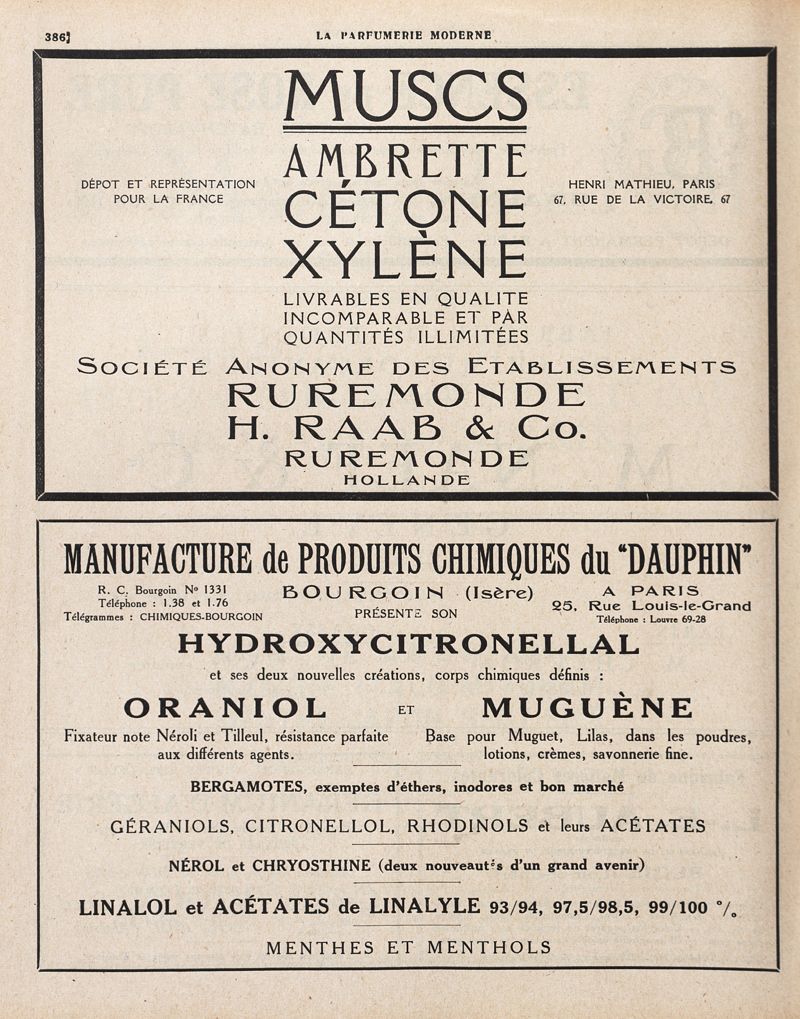 386
LA PARFUMERIE MODERNE
MUSCS
AMBRETTE
CÉTONE
XYLÈNE
DÉPOT ET REPRÉSENTATION
POUR LA FRANCE
HENRI MATHIEU, PARIS
67, RUE DE LA VICTOIRE, 67
LIVRABLES EN QUALITE
INCOMPARABLE ET PAR
QUANTITÉS ILLIMITÉES
SOCIÉTÉ ANONYME DES ETABLISSEMENTS
RUREMONDE
H. RAAB & Co.
RUREMONDE
HOLLANDE
MANUFACTURE de PRODUITS CHIMIQUES du "DAUPHIN"
R. C. Bourgoin No 1331
Téléphone : 1.38 et 1.76
Télégrammes : CHIMIQUES-BOURGOIN
BOURGOIN (Isère)
PRÉSENTE SON
A PARIS
25, Rue Louis-le-Grand
Téléphone : Louvre 69-28
HYDROXYCITRONELLAL
et ses deux nouvelles créations, corps chimiques définis :
ORANIOL ET MUGUÈNE
Fixateur note Néroli et Tilleul, résistance parfaite
aux différents agents.
Base pour Muguet, Lilas, dans les poudres,
lotions, crèmes, savonnerie fine.
BERGAMOTES, exemptes d'éthers, inodores et bon marché
GÉRANIOLS, CITRONELLOL, RHODINOLS et leurs ACÉTATES
NÉROL et CHRYOSTHINE (deux nouveautés d'un grand avenir)
LINALOL et ACÉTATES de LINALYLE 93/94, 97,5/98,5, 99/100 %
MENTHES ET MENTHOLS